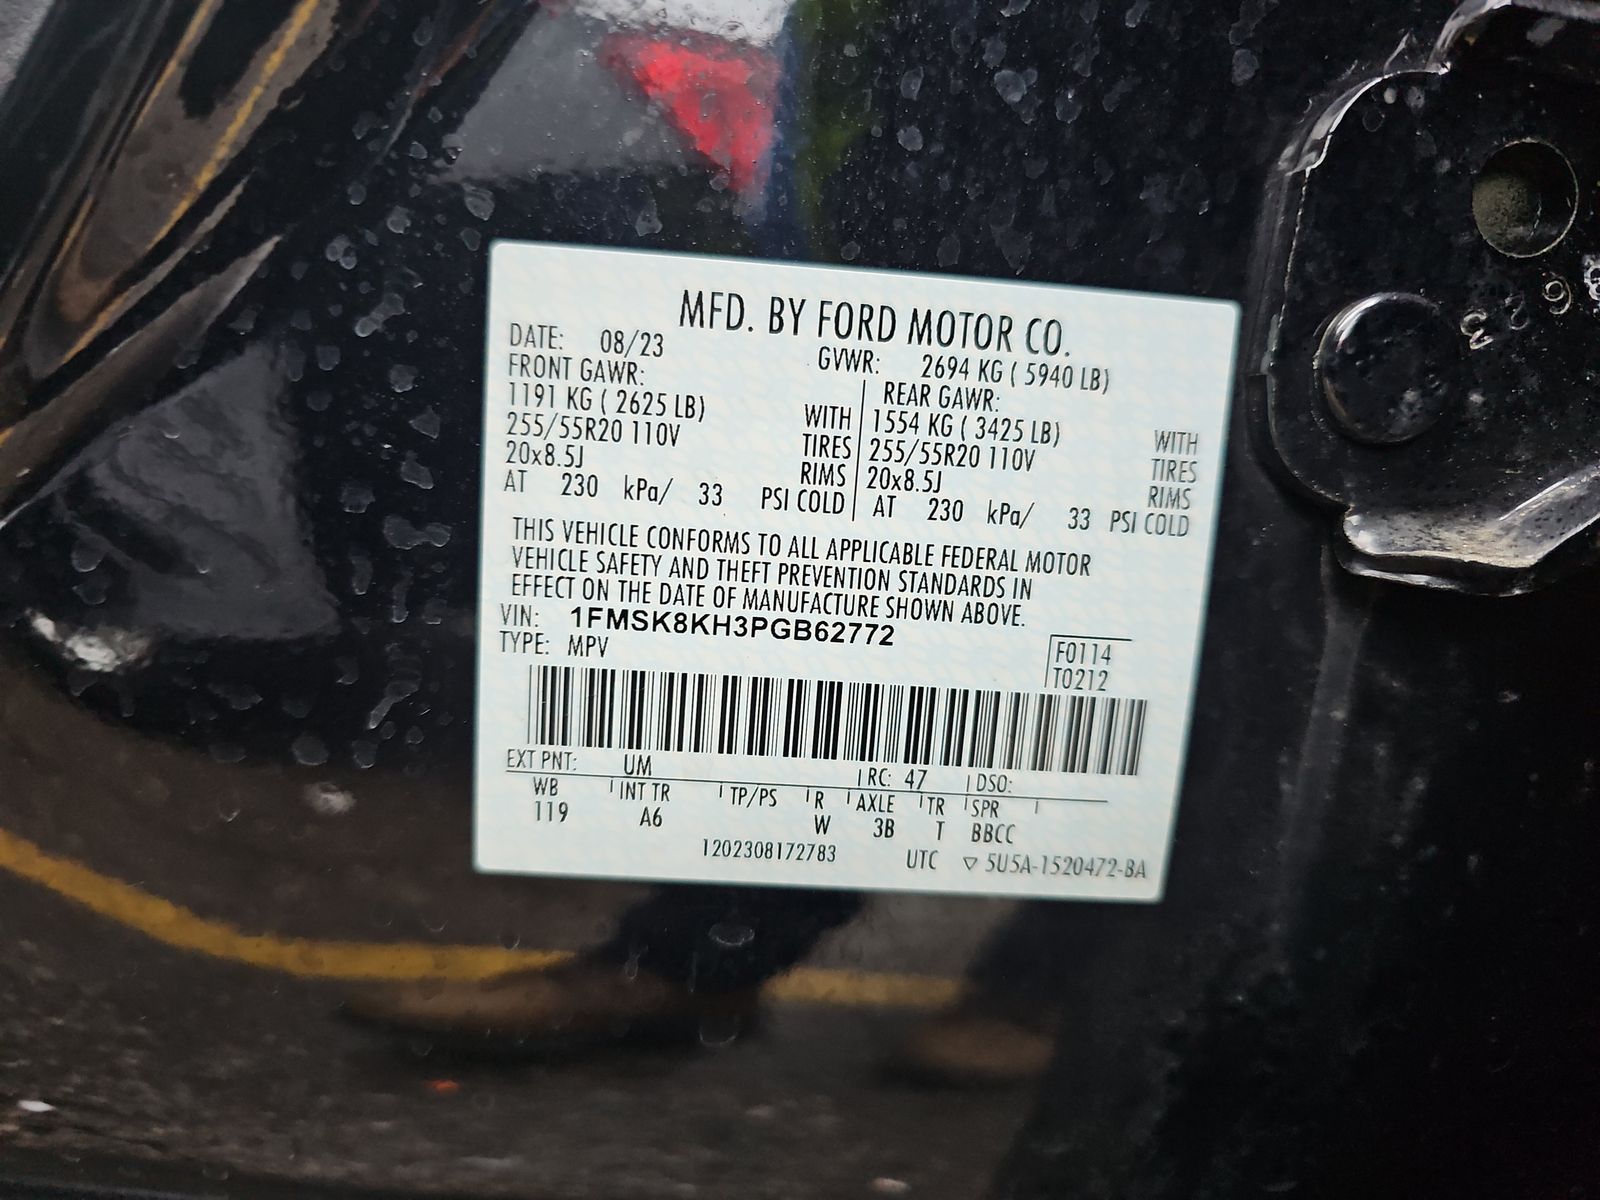 MFD. BY FORD MOTOR CO.
DATE: 08/23 GVWR: 2694 KG ( 5940 LB)
FRONT GAWR: REAR GAWR:
1191 KG ( 2625 LB) WITH 1554 KG ( 3425 LB) WITH
255/55R20 110V TIRES 255/55R20 110V TIRES
20x8.5J RIMS 20x8.5J RIMS
AT 230 kPa/ 33 PSI COLD AT 230 kPa/ 33 PSI COLD
THIS VEHICLE CONFORMS TO ALL APPLICABLE FEDERAL MOTOR
VEHICLE SAFETY AND THEFT PREVENTION STANDARDS IN
EFFECT ON THE DATE OF MANUFACTURE SHOWN ABOVE.
VIN: 1FMSK8KH3PGB62772
TYPE: MPV
F0114
T0212
EXT PNT: UM RC: 47 DSO:
WB INT TR TP/PS R AXLE TR SPR
119 A6 W 3B T BBCC
1202308172783 UTC ▽ 5U5A-1520472-BA